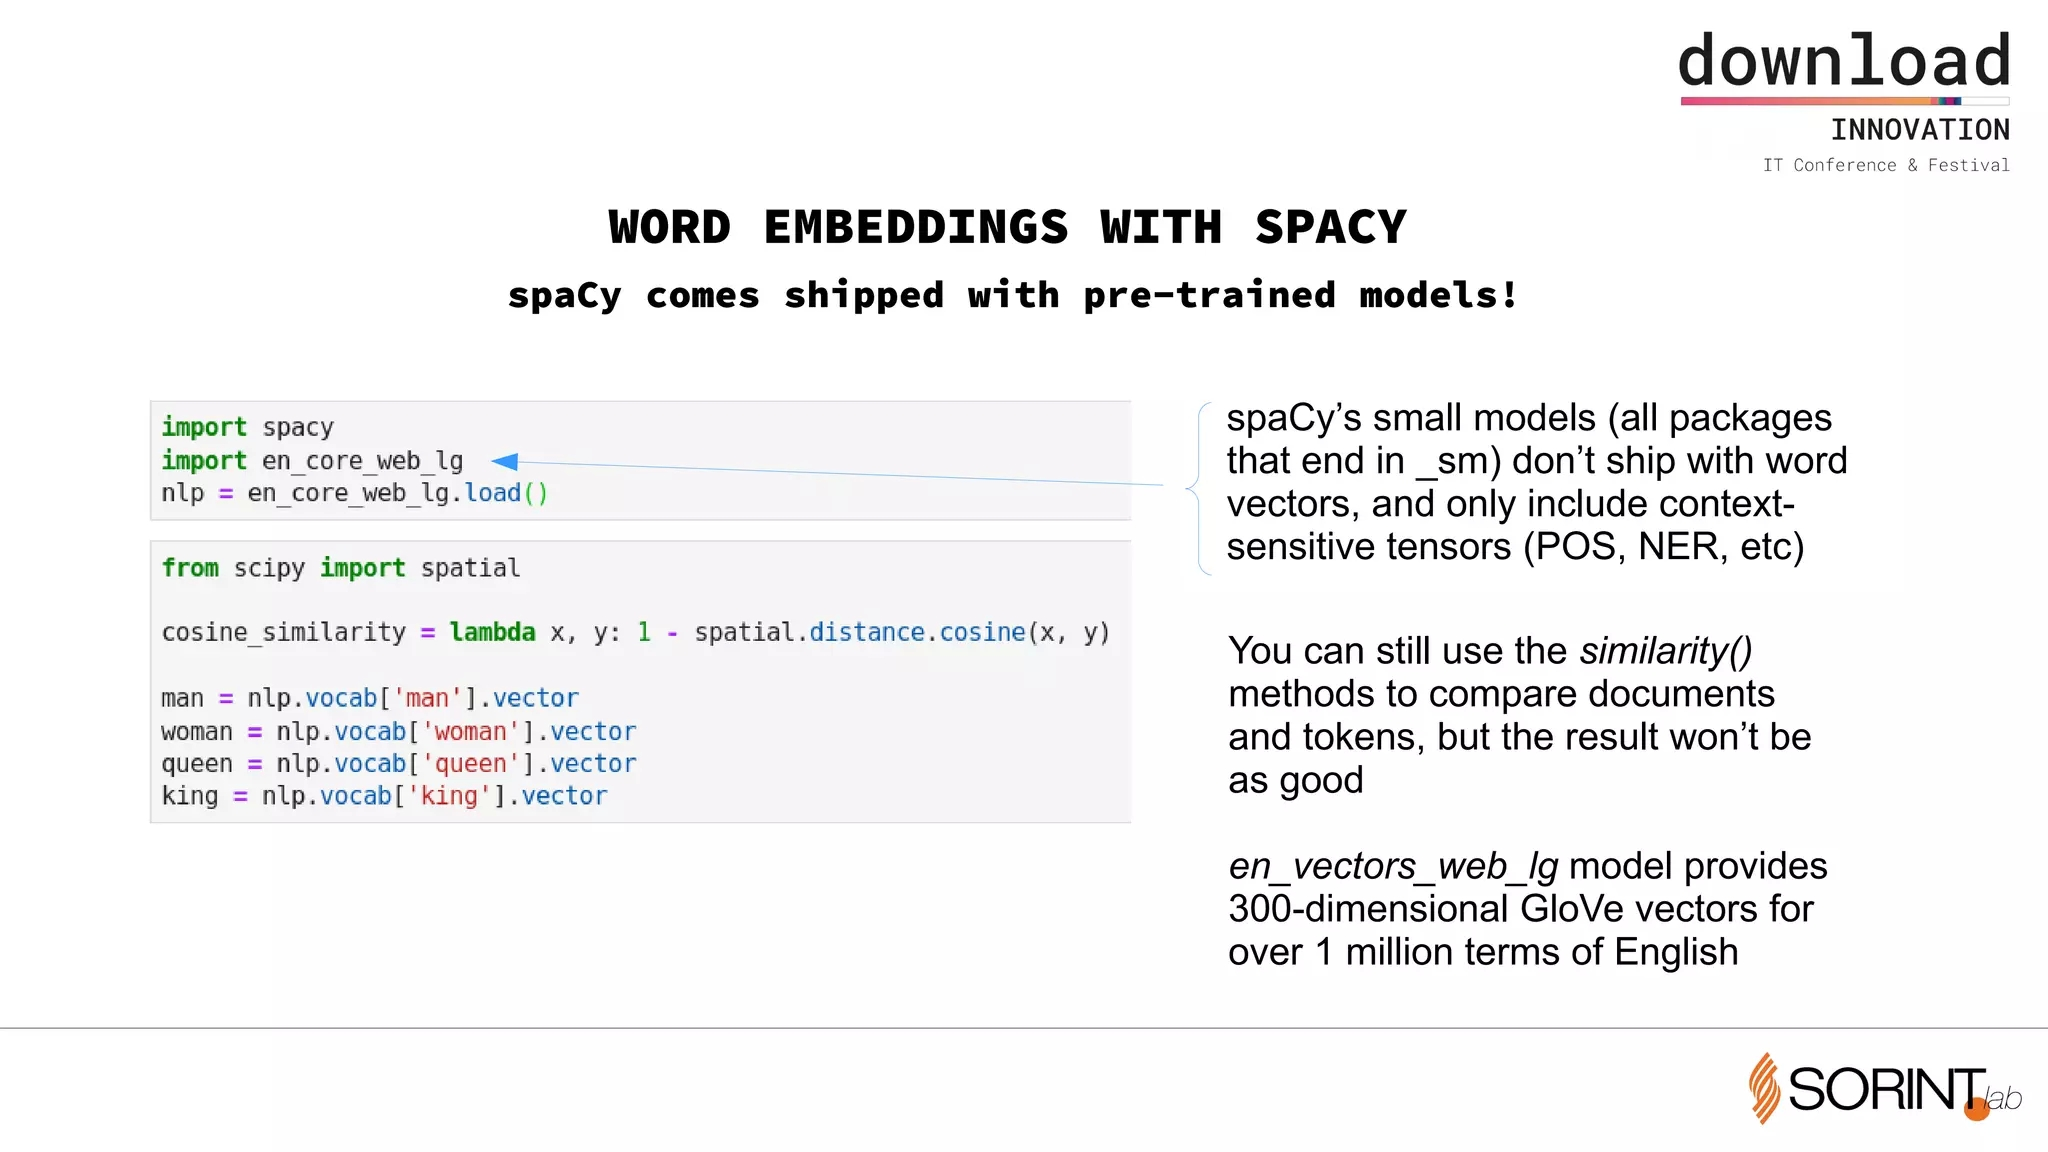 download
INNOVATION
IT Conference & Festival
WORD EMBEDDINGS WITH SPACY
spaCy comes shipped with pre-trained models!
import spacy
import en_core_web_lg
nlp = en_core_web_lg.load()
from scipy import spatial
cosine_similarity = lambda x, y: 1 - spatial.distance.cosine(x, y)
man = nlp.vocab['man'].vector
woman = nlp.vocab['woman'].vector
queen = nlp.vocab['queen'].vector
king = nlp.vocab['king'].vector
spaCy’s small models (all packages
that end in _sm) don’t ship with word
vectors, and only include context-
sensitive tensors (POS, NER, etc)
You can still use the similarity()
methods to compare documents
and tokens, but the result won’t be
as good
en_vectors_web_lg model provides
300-dimensional GloVe vectors for
over 1 million terms of English
SORINT.lab